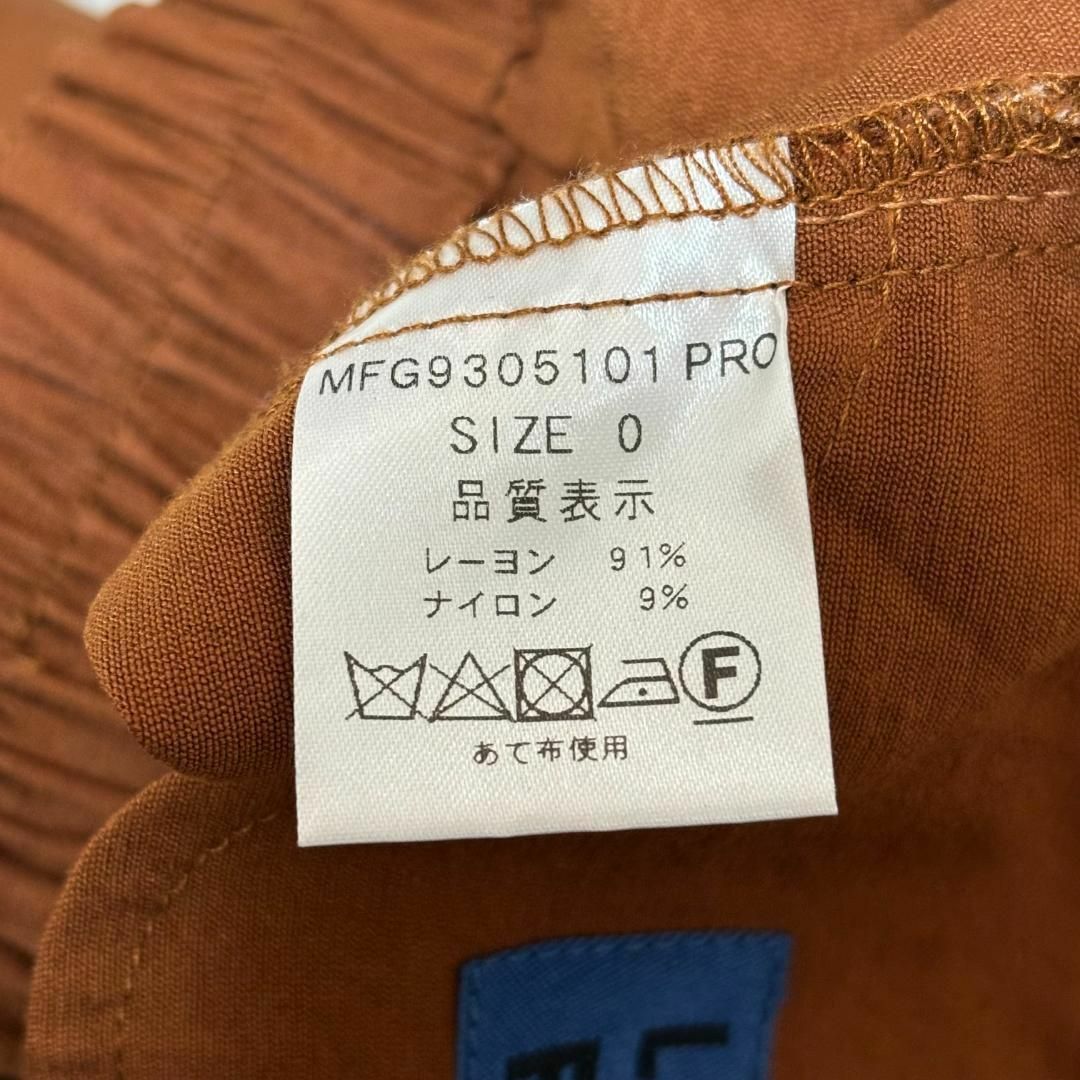 MFG9305101 PRO
SIZE 0
品質表示
レーヨン 91%
ナイロン 9%
F
あて布使用